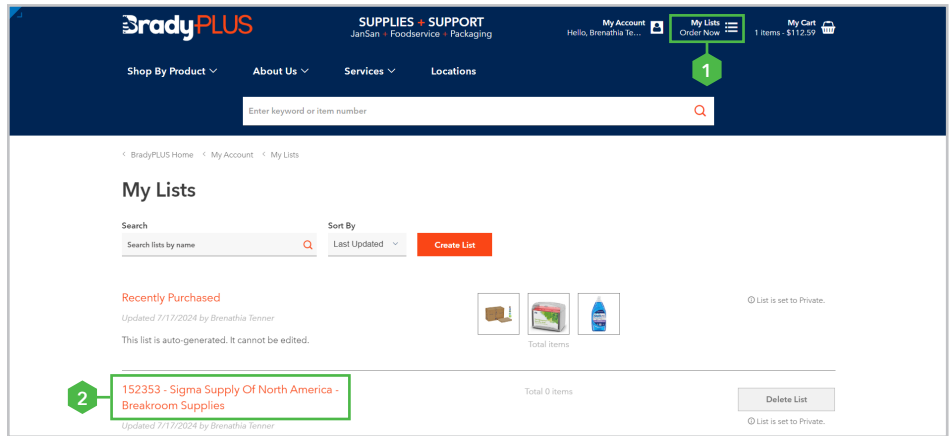 BradyPLUS
SUPPLIES + SUPPORT
JanSan + Foodservice + Packaging
My Account
Hello, Brenathia Te...
My Lists
Order Now
My Cart
1 items - $112.59
Shop By Product
About Us
Services
Locations
1
Enter keyword or item number
< BradyPLUS Home < My Account < My Lists
My Lists
Search
Sort By
Search lists by name
Last Updated
Create List
Recently Purchased
Updated 7/17/2024 by Brenathia Tenner
This list is auto-generated. It cannot be edited.
Total items
List is set to Private.
2
152353 - Sigma Supply Of North America -
Breakroom Supplies
Updated 7/17/2024 by Brenathia Tenner
Total 0 items
Delete List
List is set to Private.